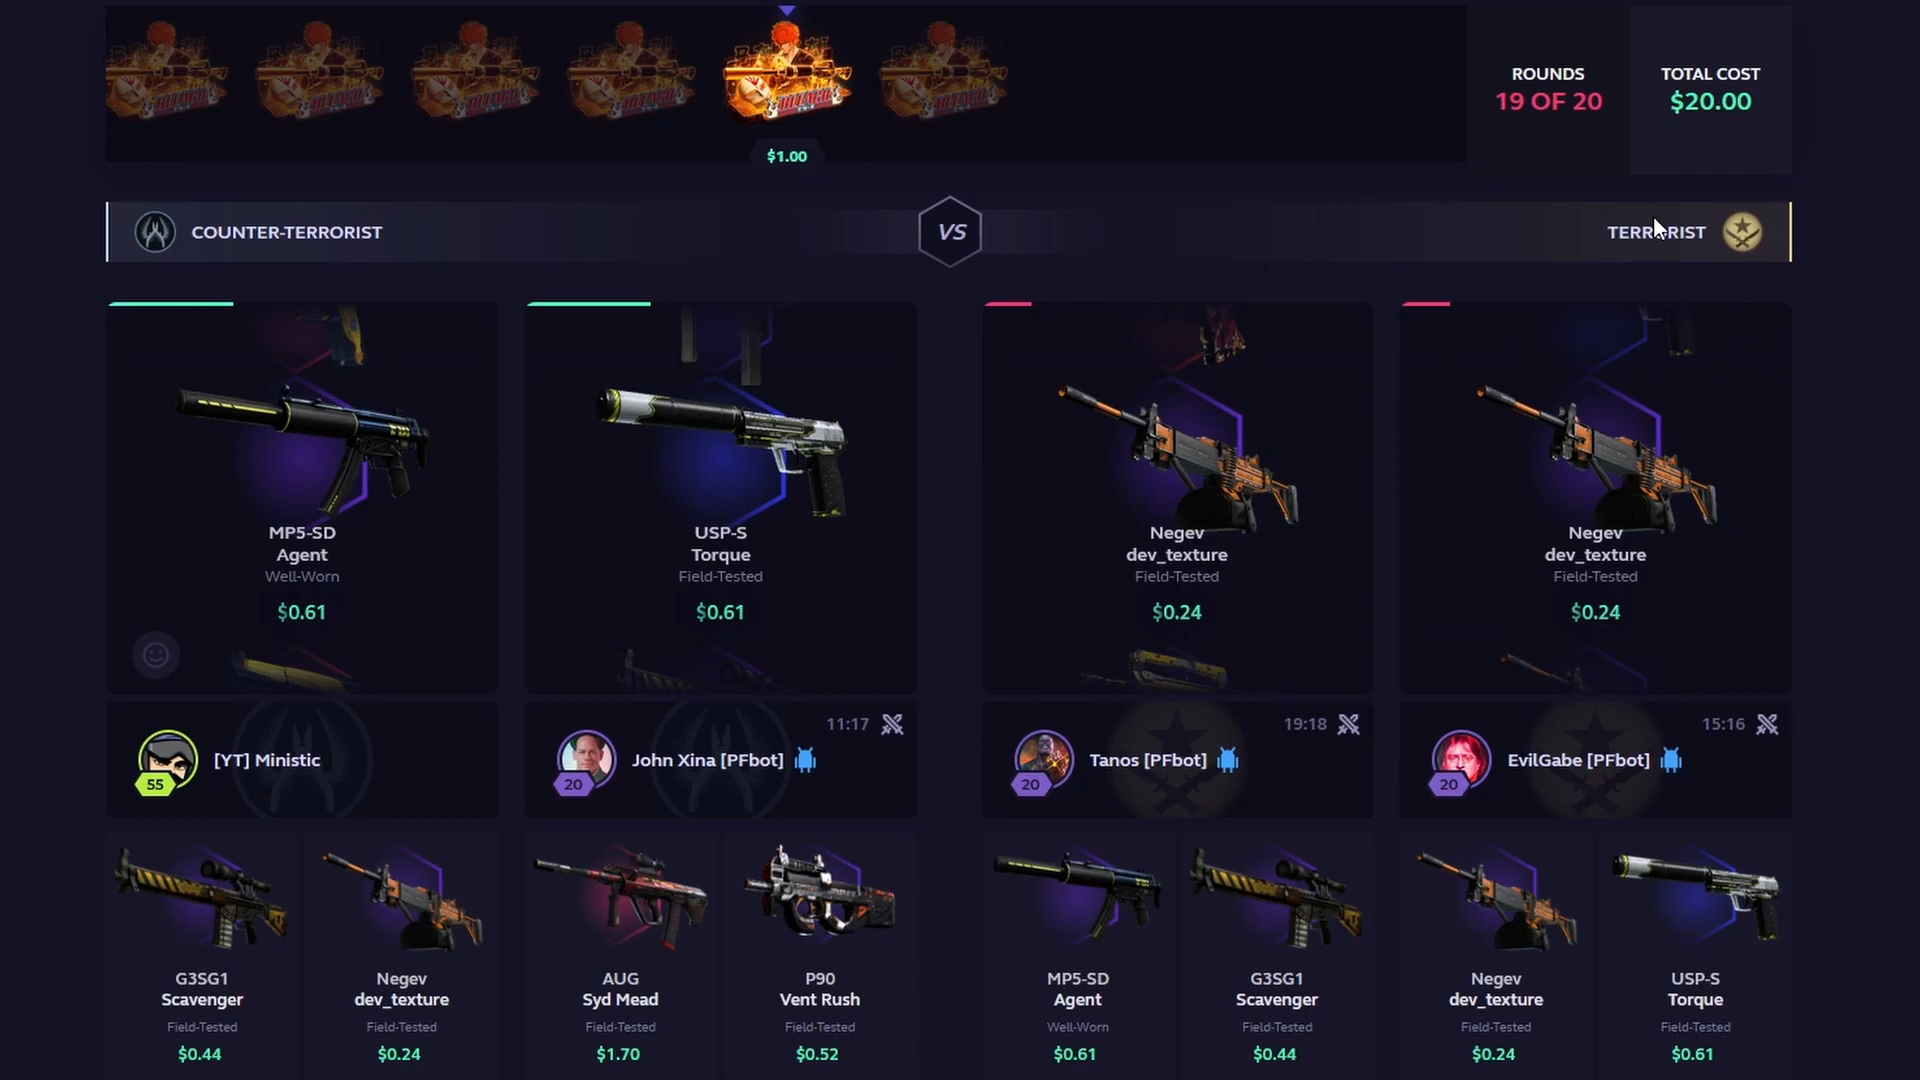 ROUNDS
19 OF 20
TOTAL COST
$20.00
$1.00
COUNTER-TERRORIST
VS
TERRORIST
MP5-SD
Agent
Well-Worn
$0.61
USP-S
Torque
Field-Tested
$0.61
Negev
dev_texture
Field-Tested
$0.24
Negev
dev_texture
Field-Tested
$0.24
55
[YT] Ministic
11:17
20
John Xina [PFbot]
19:18
20
Tanos [PFbot]
15:16
20
EvilGabe [PFbot]
G3SG1
Scavenger
Field-Tested
$0.44
Negev
dev_texture
Field-Tested
$0.24
AUG
Syd Mead
Field-Tested
$1.70
P90
Vent Rush
Field-Tested
$0.52
MP5-SD
Agent
Well-Worn
$0.61
G3SG1
Scavenger
Field-Tested
$0.44
Negev
dev_texture
Field-Tested
$0.24
USP-S
Torque
Field-Tested
$0.61